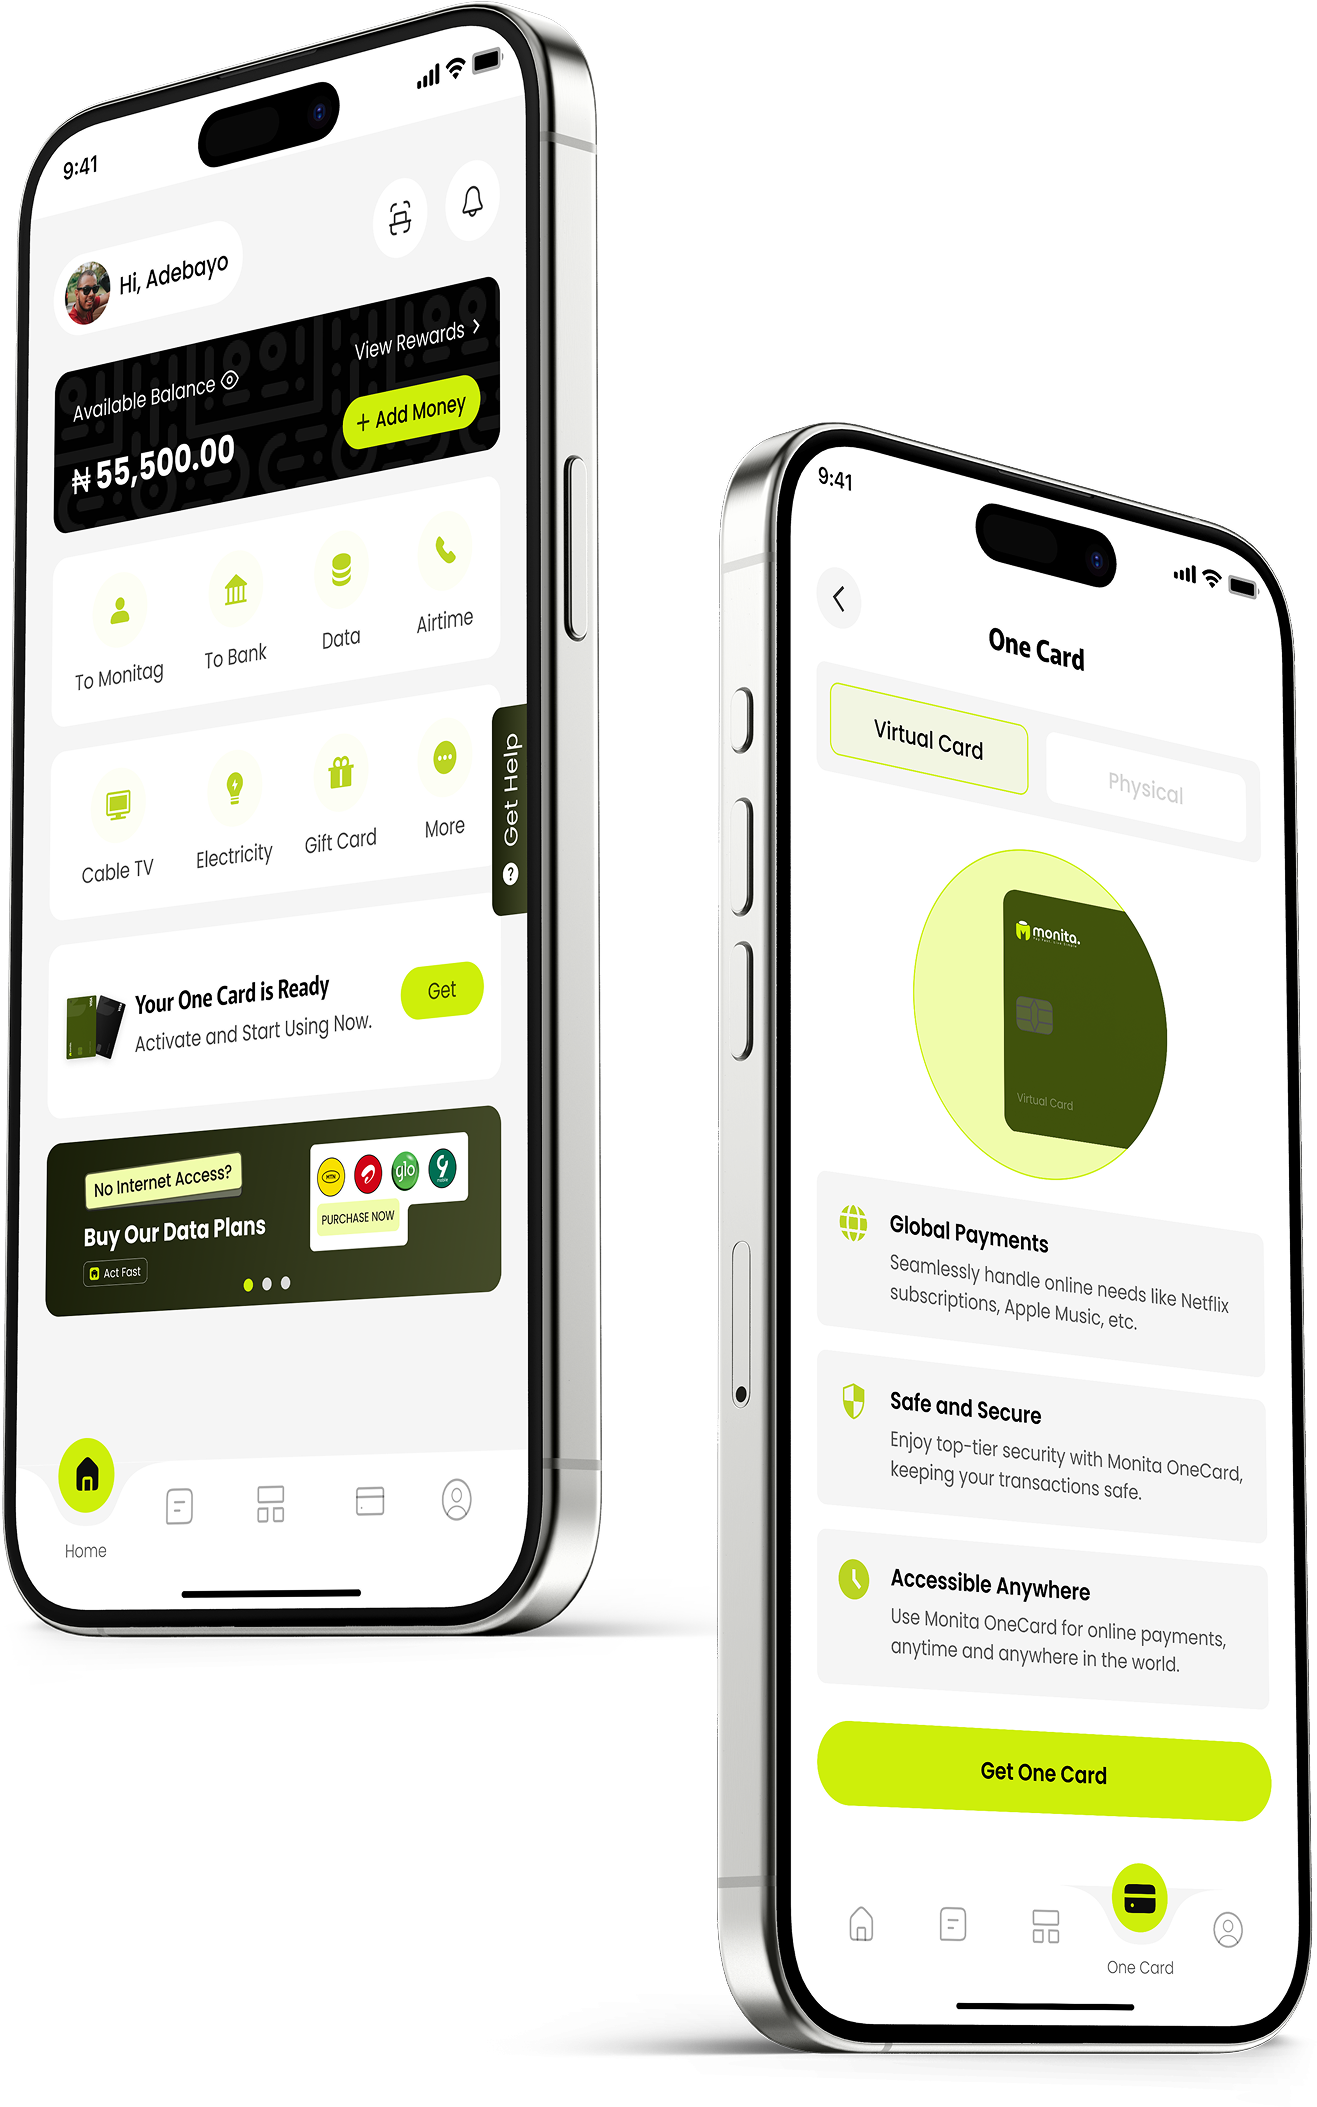 9:41
Hi, Adebayo
View Rewards
Available Balance
₦ 55,500.00
+ Add Money
To Monitag
To Bank
Data
Airtime
Cable TV
Electricity
Gift Card
More
Get Help
?
Your One Card is Ready
Activate and Start Using Now.
Get
No Internet Access?
Buy Our Data Plans
Act Fast
MTN
glo
9
mobile
PURCHASE NOW
Home
9:41
One Card
Virtual Card
Physical
monita.
Virtual Card
Global Payments
Seamlessly handle online needs like Netflix
subscriptions, Apple Music, etc.
Safe and Secure
Enjoy top-tier security with Monita OneCard,
keeping your transactions safe.
Accessible Anywhere
Use Monita OneCard for online payments,
anytime and anywhere in the world.
Get One Card
One Card